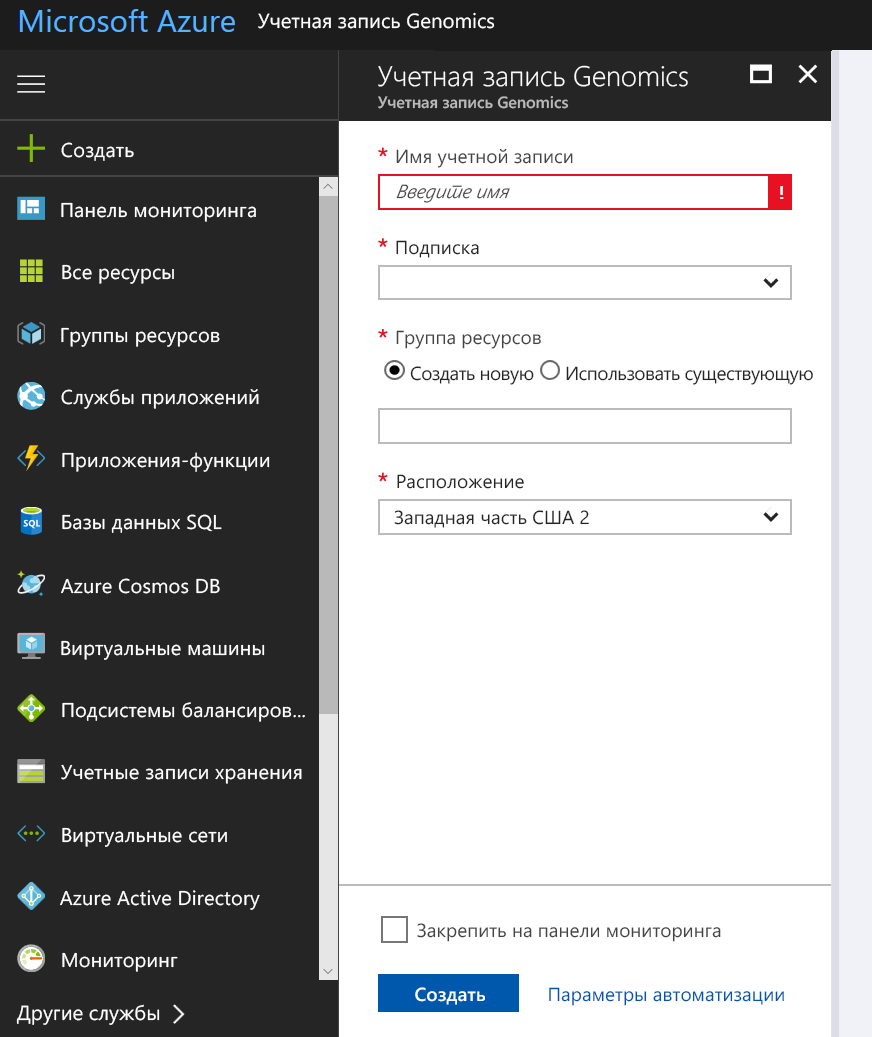 Microsoft Azure Учетная запись Genomics
Создать
Панель мониторинга
Все ресурсы
Группы ресурсов
Службы приложений
Приложения-функции
Базы данных SQL
Azure Cosmos DB
Виртуальные машины
Подсистемы балансиров...
Учетные записи хранения
Виртуальные сети
Azure Active Directory
Мониторинг
Другие службы
Учетная запись Genomics
Учетная запись Genomics
* Имя учетной записи
Введите имя !
* Подписка
* Группа ресурсов
Создать новую Использовать существующую
* Расположение
Западная часть США 2
Закрепить на панели мониторинга
Создать Параметры автоматизации